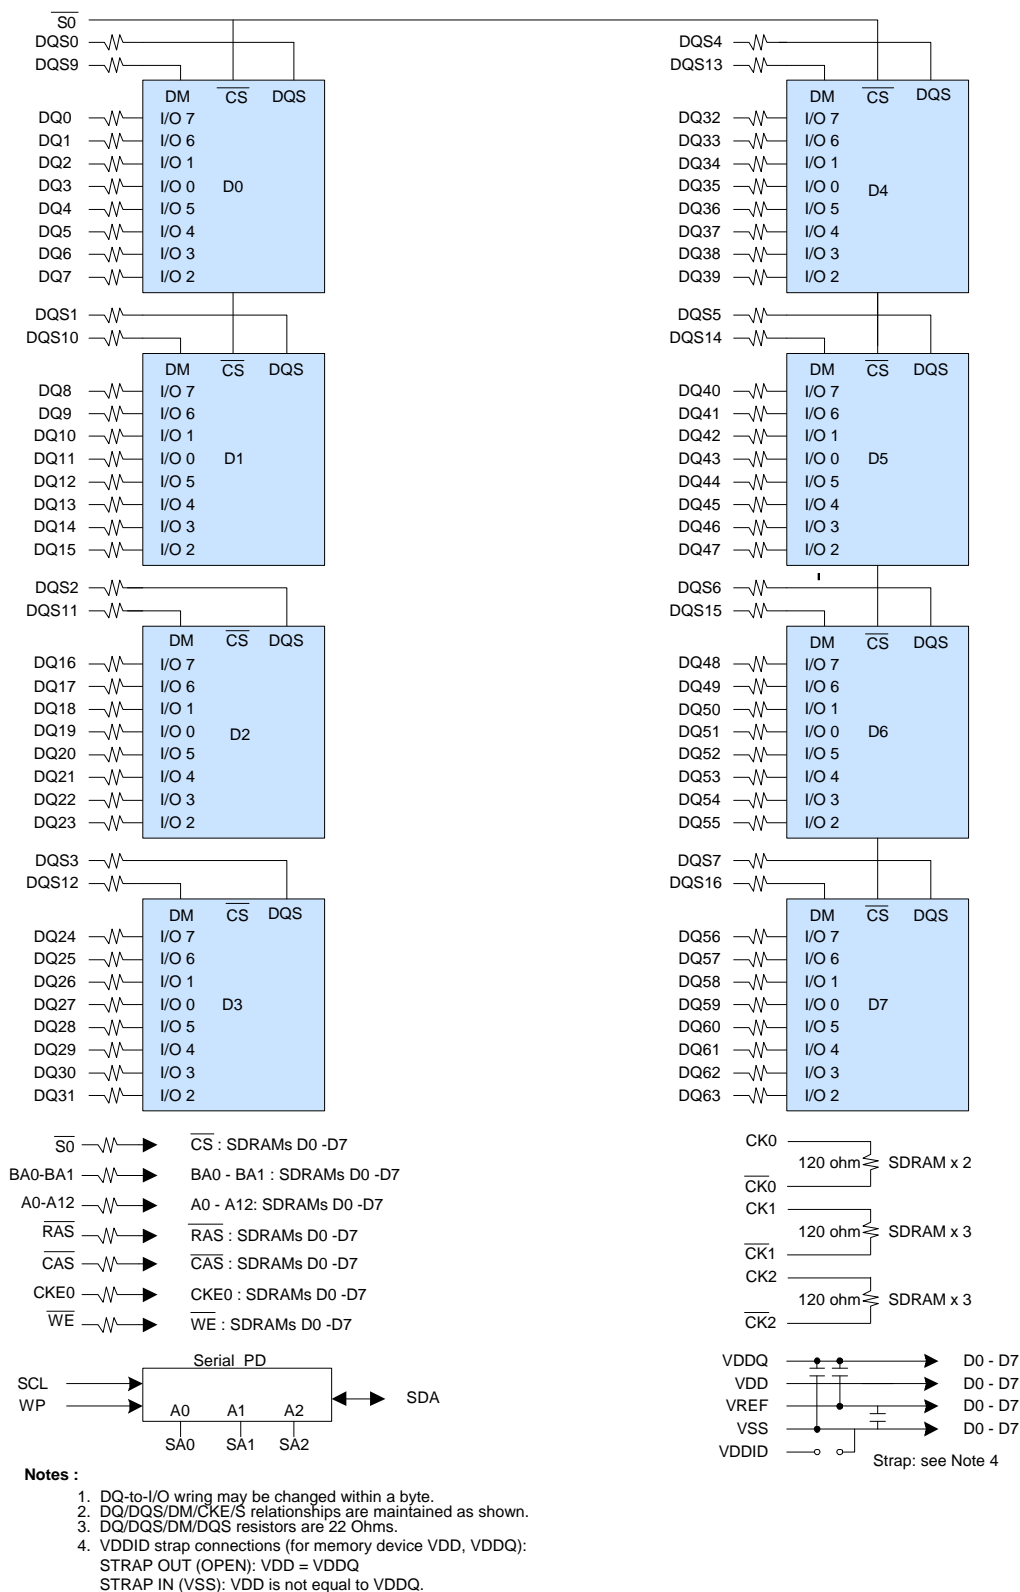 S0
DQS0
DQS9
DM CS DQS
DQ0 I/O 7
DQ1 I/O 6
DQ2 I/O 1
DQ3 I/O 0 D0
DQ4 I/O 5
DQ5 I/O 4
DQ6 I/O 3
DQ7 I/O 2
DQS1
DQS10
DM CS DQS
DQ8 I/O 7
DQ9 I/O 6
DQ10 I/O 1
DQ11 I/O 0 D1
DQ12 I/O 5
DQ13 I/O 4
DQ14 I/O 3
DQ15 I/O 2
DQS2
DQS11
DM CS DQS
DQ16 I/O 7
DQ17 I/O 6
DQ18 I/O 1
DQ19 I/O 0 D2
DQ20 I/O 5
DQ21 I/O 4
DQ22 I/O 3
DQ23 I/O 2
DQS3
DQS12
DM CS DQS
DQ24 I/O 7
DQ25 I/O 6
DQ26 I/O 1
DQ27 I/O 0 D3
DQ28 I/O 5
DQ29 I/O 4
DQ30 I/O 3
DQ31 I/O 2
DQS4
DQS13
DM CS DQS
DQ32 I/O 7
DQ33 I/O 6
DQ34 I/O 1
DQ35 I/O 0 D4
DQ36 I/O 5
DQ37 I/O 4
DQ38 I/O 3
DQ39 I/O 2
DQS5
DQS14
DM CS DQS
DQ40 I/O 7
DQ41 I/O 6
DQ42 I/O 1
DQ43 I/O 0 D5
DQ44 I/O 5
DQ45 I/O 4
DQ46 I/O 3
DQ47 I/O 2
DQS6
DQS15
DM CS DQS
DQ48 I/O 7
DQ49 I/O 6
DQ50 I/O 1
DQ51 I/O 0 D6
DQ52 I/O 5
DQ53 I/O 4
DQ54 I/O 3
DQ55 I/O 2
DQS7
DQS16
DM CS DQS
DQ56 I/O 7
DQ57 I/O 6
DQ58 I/O 1
DQ59 I/O 0 D7
DQ60 I/O 5
DQ61 I/O 4
DQ62 I/O 3
DQ63 I/O 2
S0 CS : SDRAMs D0 -D7
BA0-BA1 BA0 - BA1 : SDRAMs D0 -D7
A0-A12 A0 - A12: SDRAMs D0 -D7
RAS RAS : SDRAMs D0 -D7
CAS CAS : SDRAMs D0 -D7
CKE0 CKE0 : SDRAMs D0 -D7
WE WE : SDRAMs D0 -D7
CK0
120 ohm SDRAM x 2
CK0
CK1
120 ohm SDRAM x 3
CK1
CK2
120 ohm SDRAM x 3
CK2
Serial PD
SCL
WP
SDA
A0 A1 A2
SA0 SA1 SA2
VDDQ D0 - D7
VDD D0 - D7
VREF D0 - D7
VSS D0 - D7
VDDID
Strap: see Note 4
Notes :
1. DQ-to-I/O wring may be changed within a byte.
2. DQ/DQS/DM/CKE/S relationships are maintained as shown.
3. DQ/DQS/DM/DQS resistors are 22 Ohms.
4. VDDID strap connections (for memory device VDD, VDDQ):
STRAP OUT (OPEN): VDD = VDDQ
STRAP IN (VSS): VDD is not equal to VDDQ.